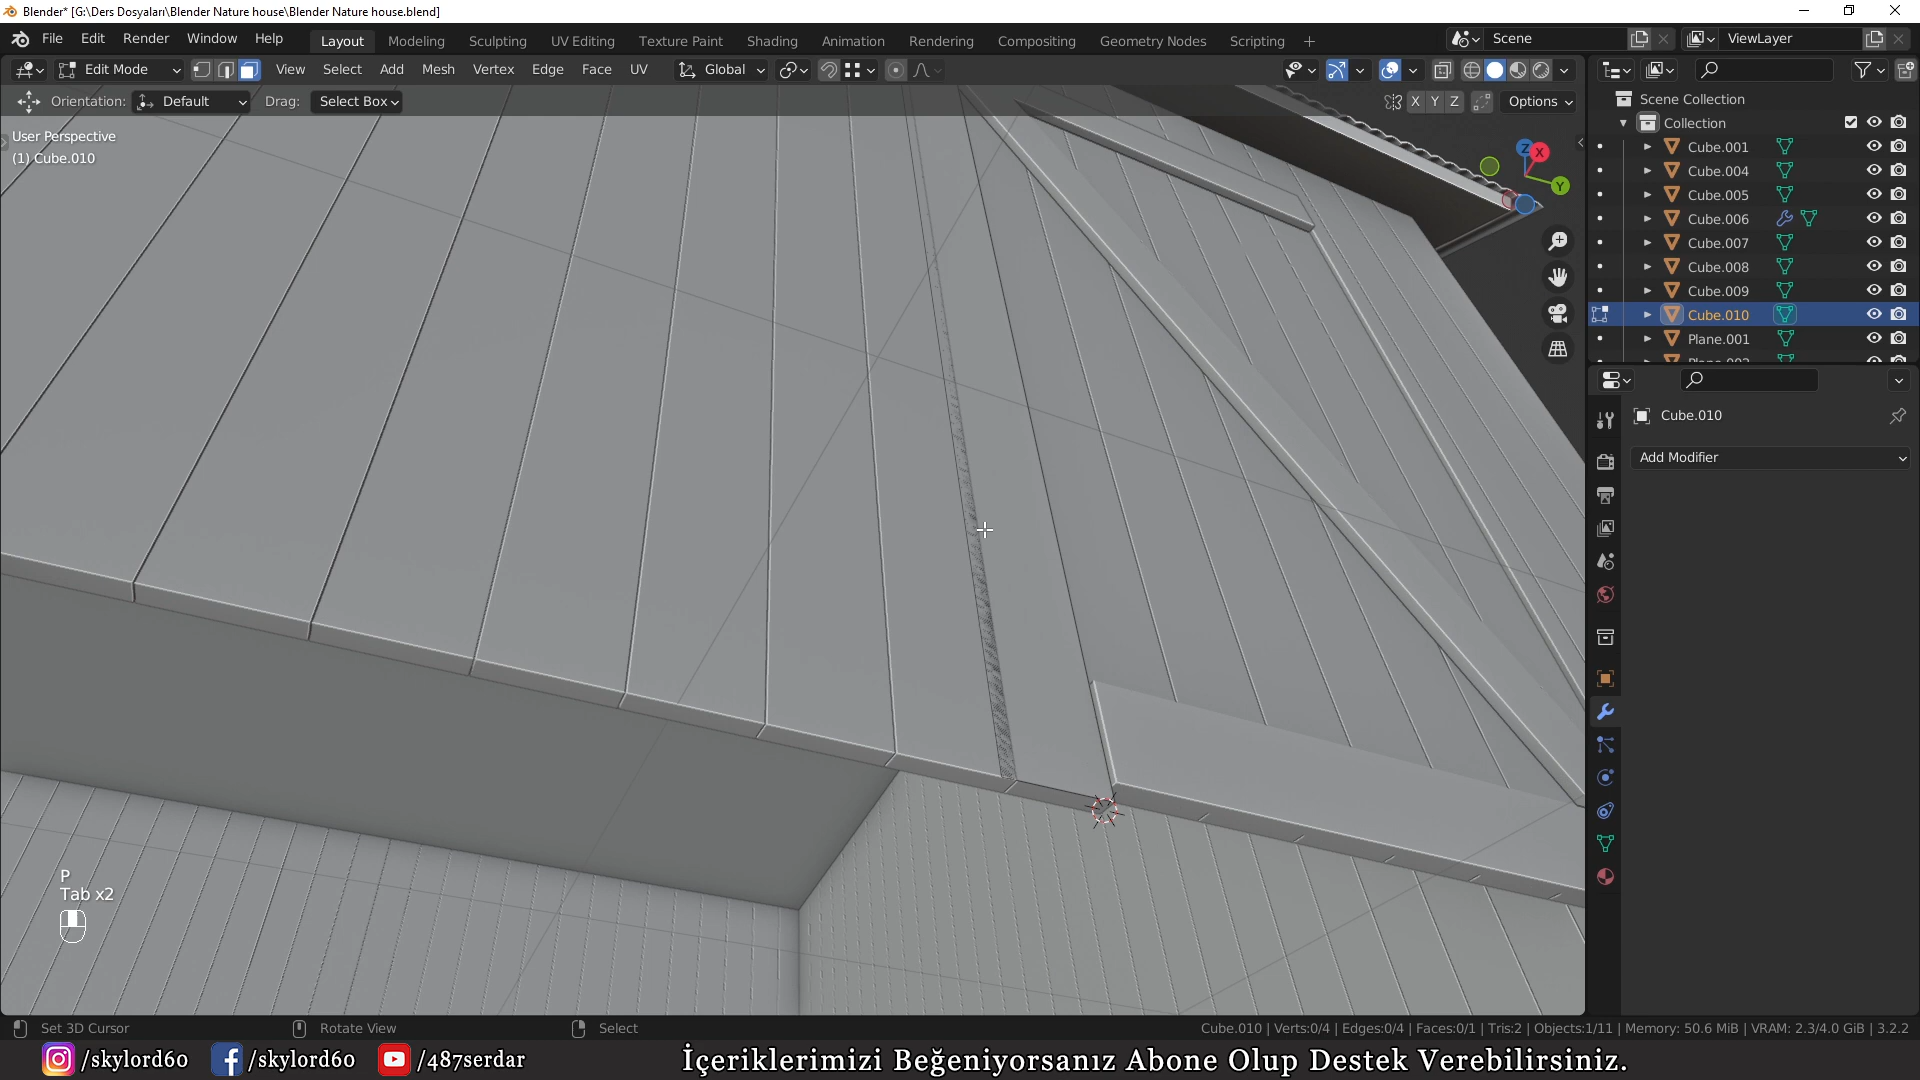 Blender* [G:\Ders Dosyaları\Blender Nature house\Blender Nature house.blend]
File Edit Render Window Help Layout Modeling Sculpting UV Editing Texture Paint Shading Animation Rendering Compositing Geometry Nodes Scripting + Scene ViewLayer
Edit Mode View Select Add Mesh Vertex Edge Face UV Global
Orientation: Default Drag: Select Box X Y Z Options
User Perspective
(1) Cube.010
Z X Y
Scene Collection
Collection
Cube.001
Cube.004
Cube.005
Cube.006
Cube.007
Cube.008
Cube.009
Cube.010
Plane.001
Cube.010
Add Modifier
P
Tab x2
Set 3D Cursor Rotate View Select Cube.010 | Verts:0/4 | Edges:0/4 | Faces:0/1 | Tris:2 | Objects:1/11 | Memory: 50.6 MiB | VRAM: 2.3/4.0 GiB | 3.2.2
/skylord60 /skylord60 /487serdar İçeriklerimizi Beğeniyorsanız Abone Olup Destek Verebilirsiniz.